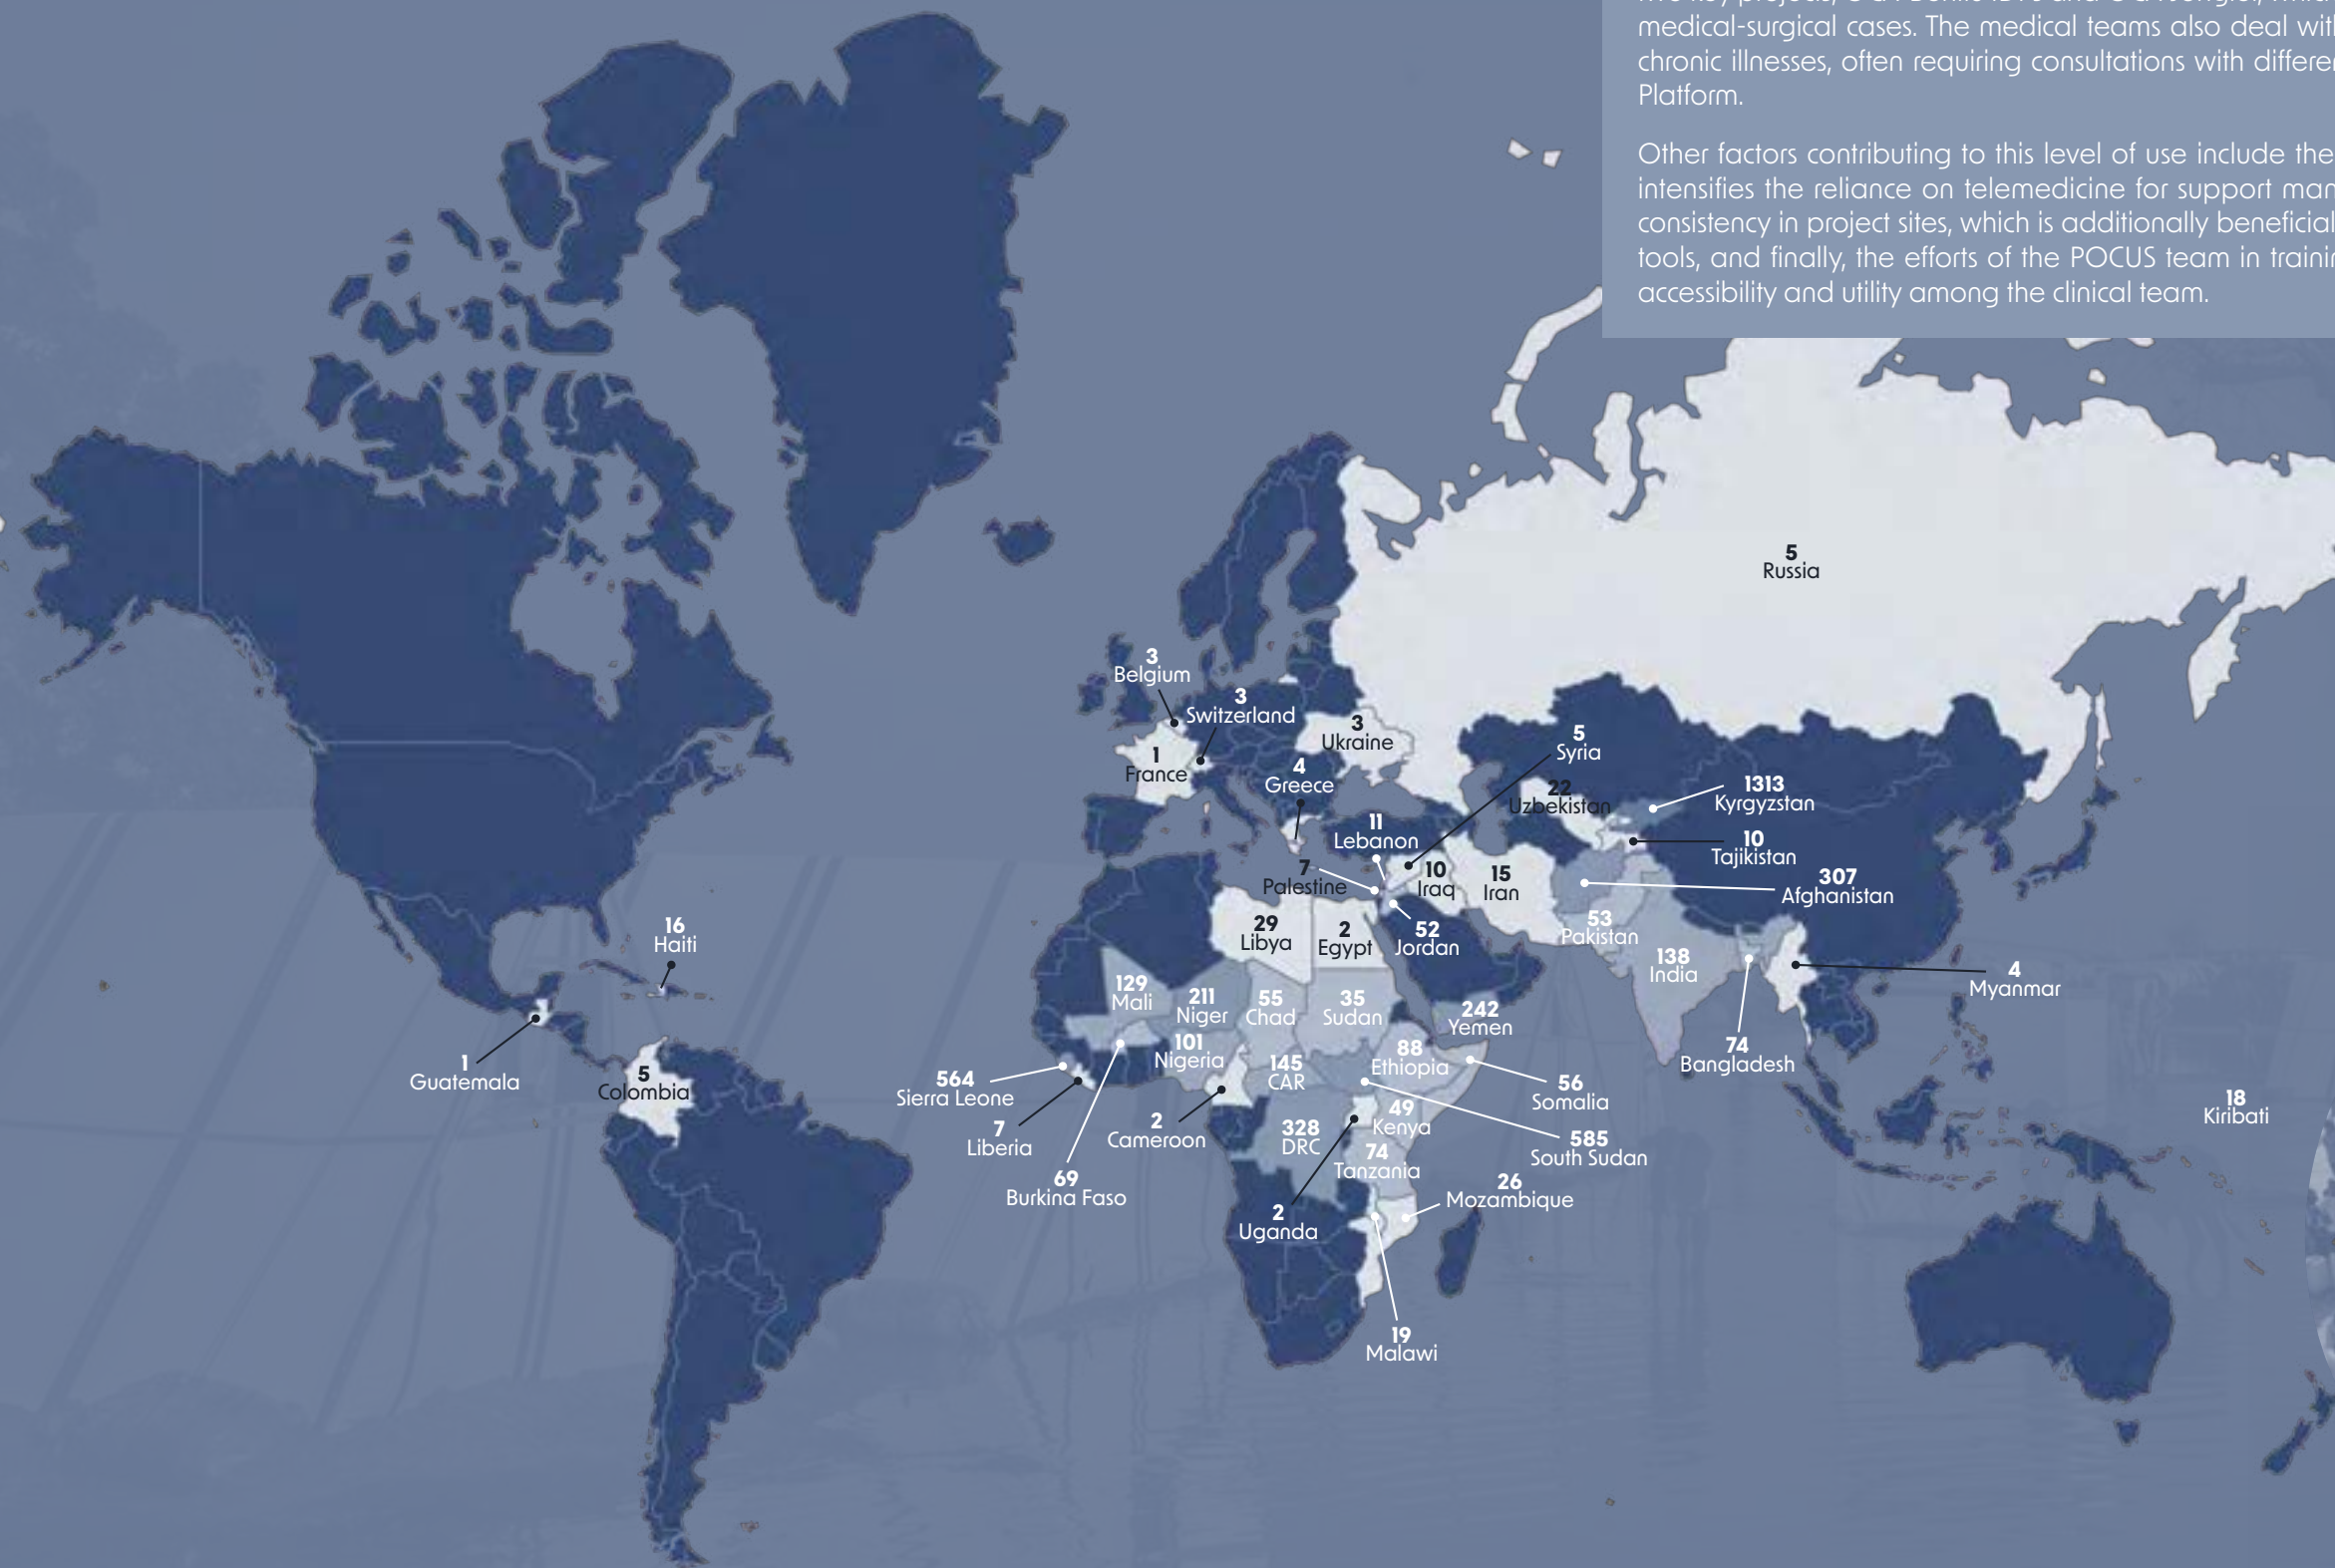 medical-surgical cases. The medical teams also deal
chronic illnesses, often requiring consultations with
Platform.
Other factors contributing to this level of use include the
intensifies the reliance on telemedicine for support
consistency in project sites, which is additionally beneficial
tools, and finally, the efforts of the POCUS team in
accessibility and utility among the clinical team.
5
Russia
3
Belgium
3
Switzerland
3
Ukraine
1
France
4
Greece
5
Syria
22
Uzbekistan
1313
Kyrgyzstan
11
Lebanon
10
Tajikistan
7
Palestine
10
Iraq
15
Iran
307
Afghanistan
16
Haiti
29
Libya
2
Egypt
52
Jordan
53
Pakistan
138
India
4
Myanmar
129
Mali
211
Niger
55
Chad
35
Sudan
242
Yemen
101
Nigeria
88
Ethiopia
74
Bangladesh
1
Guatemala
5
Colombia
564
Sierra Leone
145
CAR
56
Somalia
18
Kiribati
7
Liberia
2
Cameroon
328
DRC
49
Kenya
585
South Sudan
74
Tanzania
69
Burkina Faso
26
Mozambique
2
Uganda
19
Malawi